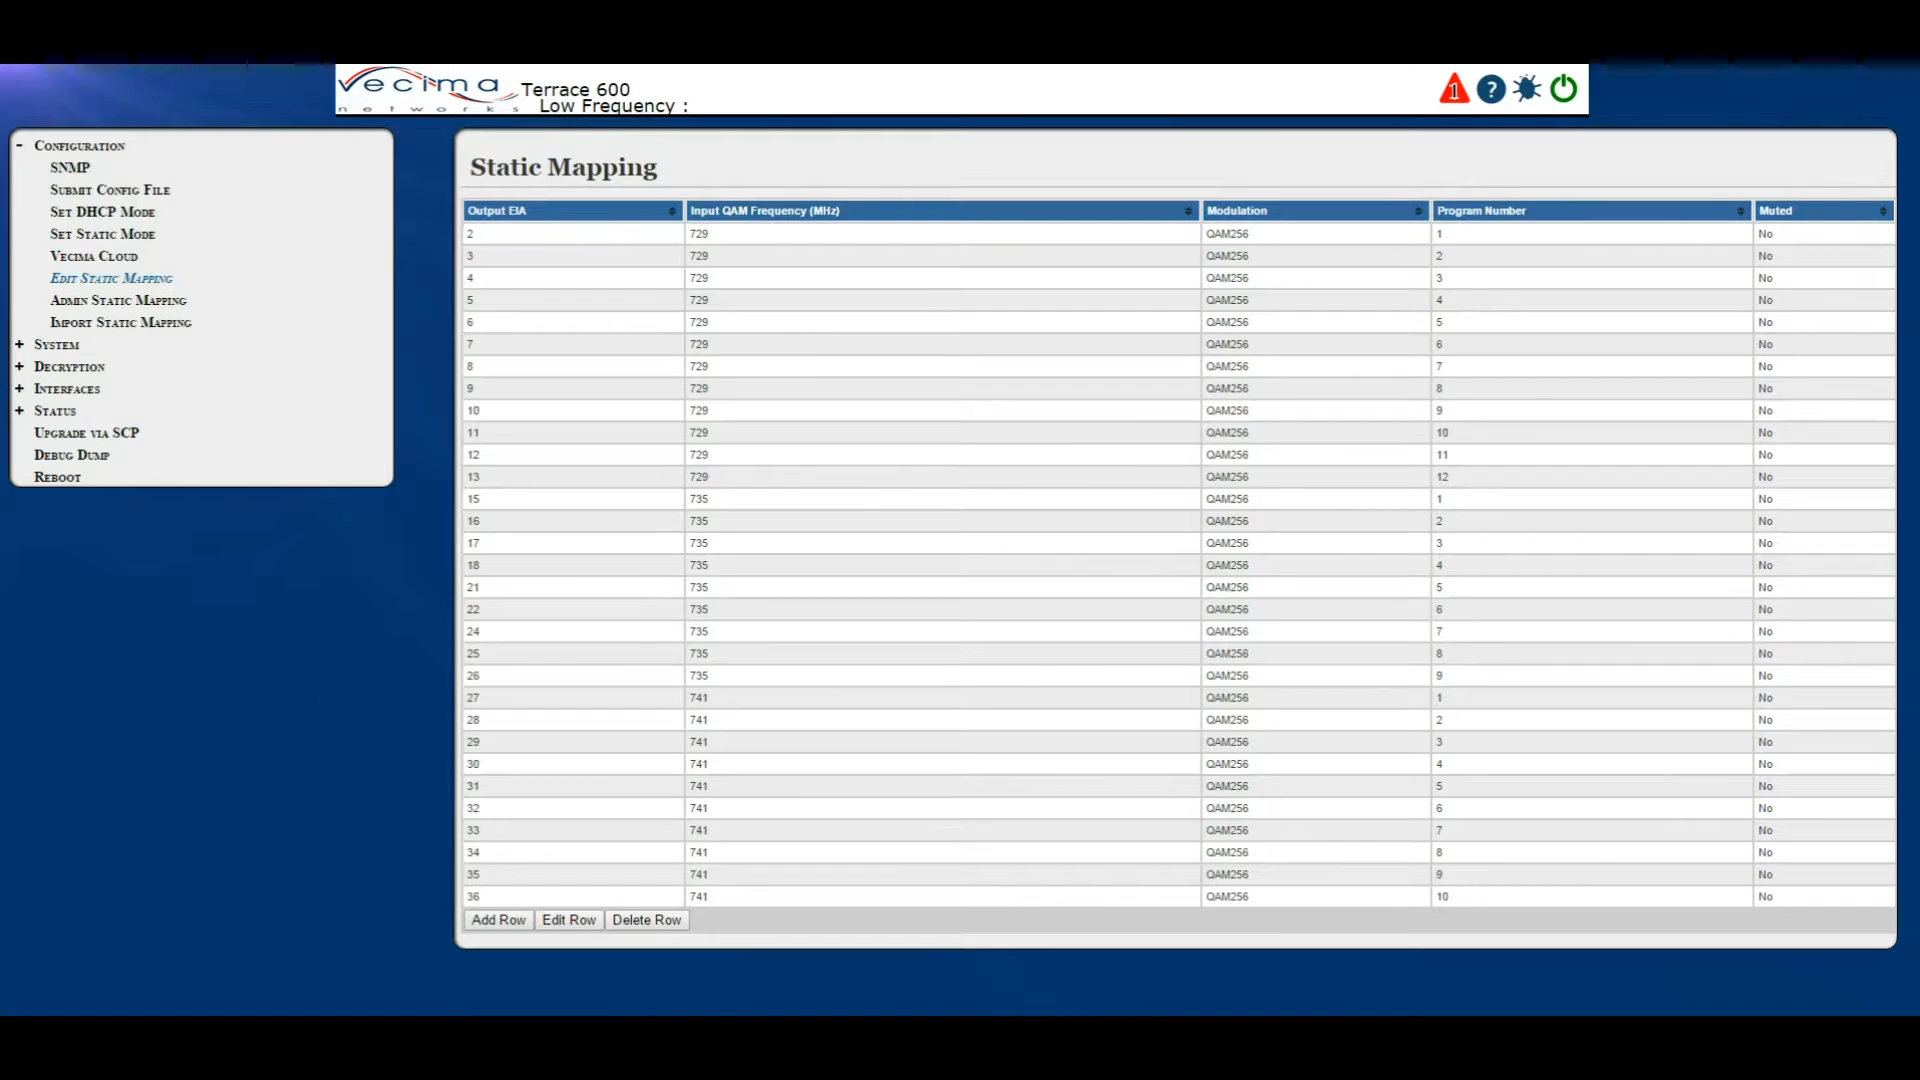 vecima
networks
Terrace 600
Low Frequency :
1
?
- Configuration
SNMP
Submit Config File
Set DHCP Mode
Set Static Mode
Vecima Cloud
Edit Static Mapping
Admin Static Mapping
Import Static Mapping
+ System
+ Decryption
+ Interfaces
+ Status
Upgrade via SCP
Debug Dump
Reboot
Static Mapping
Output EIA Input QAM Frequency (MHz) Modulation Program Number Muted
2 729 QAM256 1 No
3 729 QAM256 2 No
4 729 QAM256 3 No
5 729 QAM256 4 No
6 729 QAM256 5 No
7 729 QAM256 6 No
8 729 QAM256 7 No
9 729 QAM256 8 No
10 729 QAM256 9 No
11 729 QAM256 10 No
12 729 QAM256 11 No
13 729 QAM256 12 No
15 735 QAM256 1 No
16 735 QAM256 2 No
17 735 QAM256 3 No
18 735 QAM256 4 No
21 735 QAM256 5 No
22 735 QAM256 6 No
24 735 QAM256 7 No
25 735 QAM256 8 No
26 735 QAM256 9 No
27 741 QAM256 1 No
28 741 QAM256 2 No
29 741 QAM256 3 No
30 741 QAM256 4 No
31 741 QAM256 5 No
32 741 QAM256 6 No
33 741 QAM256 7 No
34 741 QAM256 8 No
35 741 QAM256 9 No
36 741 QAM256 10 No
Add Row Edit Row Delete Row